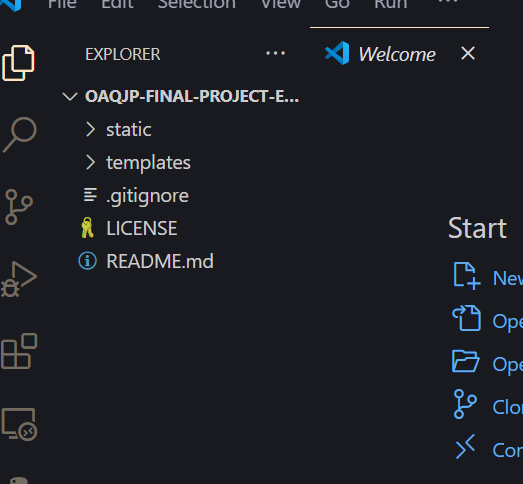 File Edit Selection View Go Run ...
EXPLORER ...
Welcome
OAQJP-FINAL-PROJECT-E...
static
templates
.gitignore
LICENSE
README.md
Start
New
Ope
Ope
Clo
Con